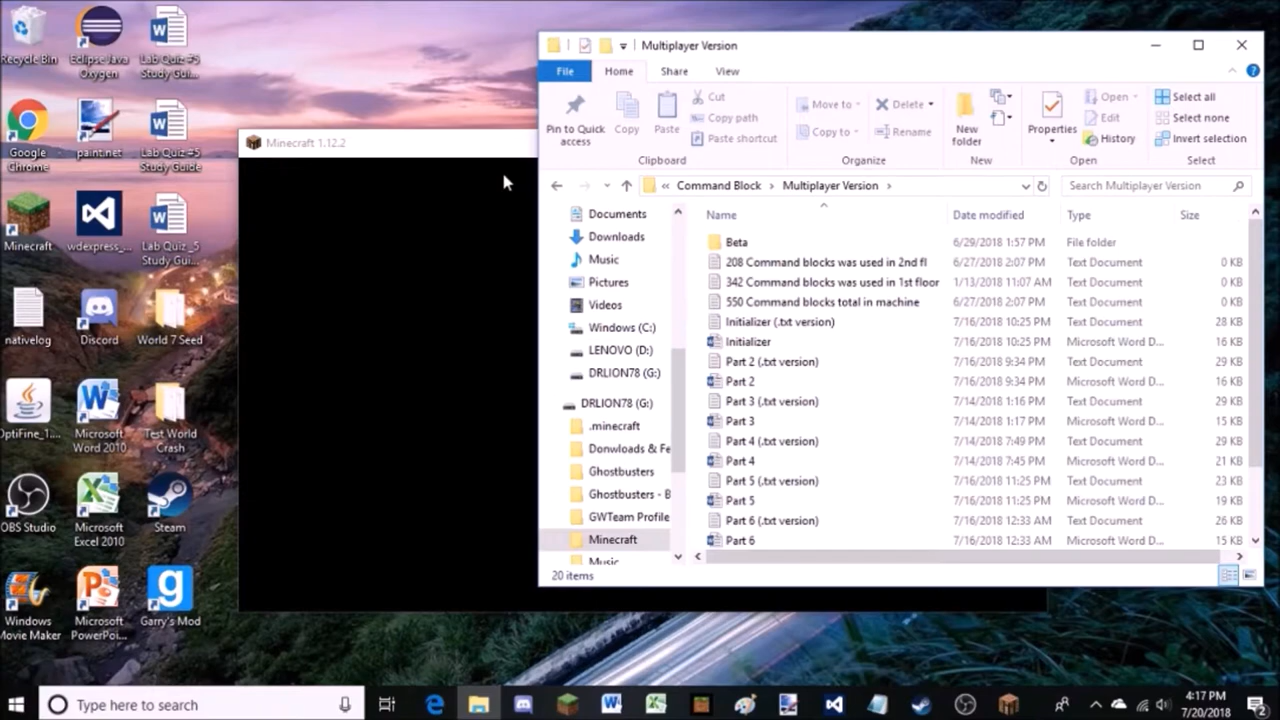 Recycle Bin
Eclipse Java Oxygen
Lab Quiz #5 Study Gui...
Google Chrome
paint.net
Lab Quiz #5 Study Guide
Minecraft
wdexpress_...
Lab Quiz _5 Study Gui...
nativelog
Discord
World 7 Seed
OptiFine_1....
Microsoft Word 2010
Test World Crash
OBS Studio
Microsoft Excel 2010
Steam
Windows Movie Maker
Microsoft PowerPoi...
Garry's Mod
Minecraft 1.12.2
Multiplayer Version
File Home Share View
Pin to Quick access
Copy
Paste
Cut
Copy path
Paste shortcut
Clipboard
Move to
Copy to
Delete
Rename
Organize
New folder
New
Properties
Open
Edit
History
Open
Select all
Select none
Invert selection
Select
« Command Block › Multiplayer Version ›
Search Multiplayer Version
Documents
Downloads
Music
Pictures
Videos
Windows (C:)
LENOVO (D:)
DRLION78 (G:)
DRLION78 (G:)
.minecraft
Donwloads & Fe
Ghostbusters
Ghostbusters - B
GWTeam Profile
Minecraft
Music
Name Date modified Type Size
Beta 6/29/2018 1:57 PM File folder
208 Command blocks was used in 2nd fl 6/27/2018 2:07 PM Text Document 0 KB
342 Command blocks was used in 1st floor 1/13/2018 11:07 AM Text Document 0 KB
550 Command blocks total in machine 6/27/2018 2:07 PM Text Document 0 KB
Initializer (.txt version) 7/16/2018 10:25 PM Text Document 28 KB
Initializer 7/16/2018 10:25 PM Microsoft Word D... 16 KB
Part 2 (.txt version) 7/16/2018 9:34 PM Text Document 29 KB
Part 2 7/16/2018 9:34 PM Microsoft Word D... 16 KB
Part 3 (.txt version) 7/14/2018 1:16 PM Text Document 29 KB
Part 3 7/14/2018 1:17 PM Microsoft Word D... 15 KB
Part 4 (.txt version) 7/14/2018 7:49 PM Text Document 29 KB
Part 4 7/14/2018 7:45 PM Microsoft Word D... 21 KB
Part 5 (.txt version) 7/16/2018 11:25 PM Text Document 23 KB
Part 5 7/16/2018 11:25 PM Microsoft Word D... 19 KB
Part 6 (.txt version) 7/16/2018 12:33 AM Text Document 26 KB
Part 6 7/16/2018 12:33 AM Microsoft Word D... 15 KB
20 items
Type here to search
4:17 PM
7/20/2018
2